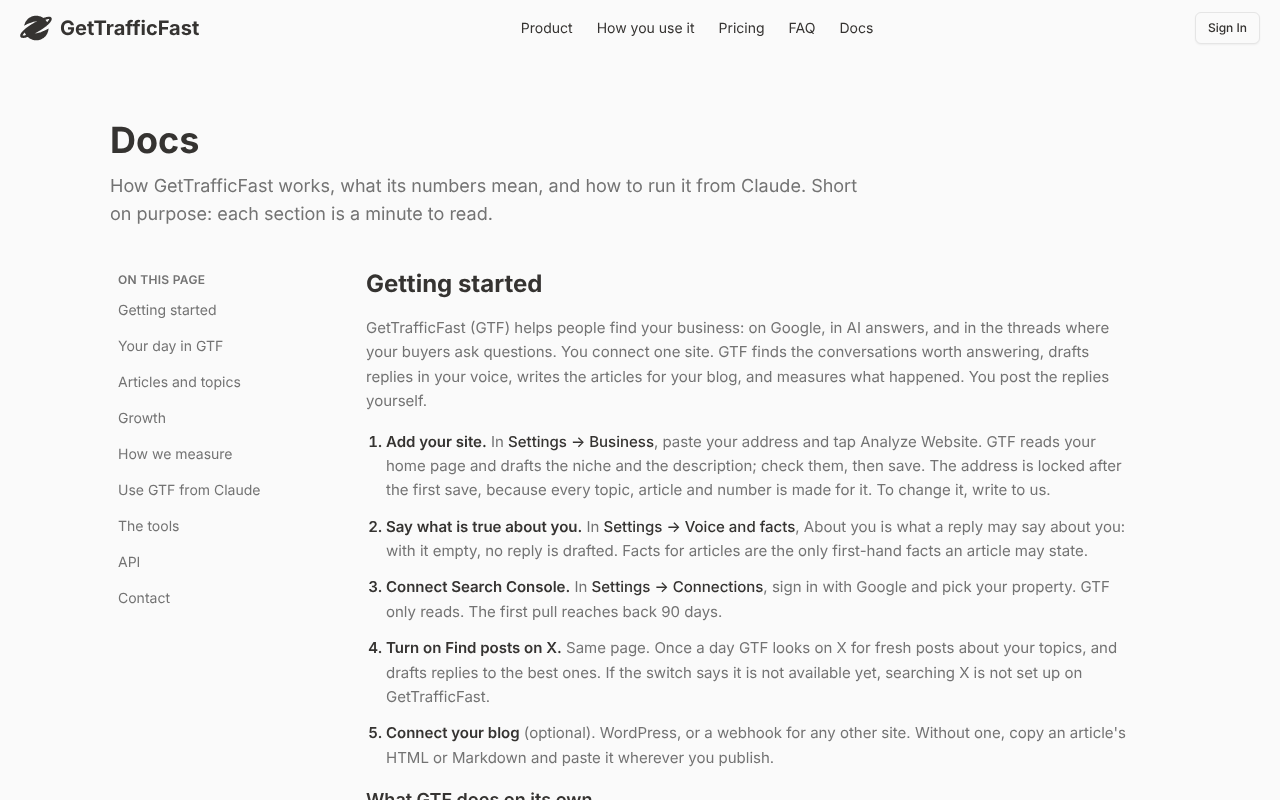 GetTrafficFast
Product
How you use it
Pricing
FAQ
Docs
Sign In
Docs
How GetTrafficFast works, what its numbers mean, and how to run it from Claude. Short
on purpose: each section is a minute to read.
ON THIS PAGE
Getting started
Your day in GTF
Articles and topics
Growth
How we measure
Use GTF from Claude
The tools
API
Contact
Getting started
GetTrafficFast (GTF) helps people find your business: on Google, in AI answers, and in the threads where
your buyers ask questions. You connect one site. GTF finds the conversations worth answering, drafts
replies in your voice, writes the articles for your blog, and measures what happened. You post the replies
yourself.
1. Add your site. In Settings → Business, paste your address and tap Analyze Website. GTF reads your
home page and drafts the niche and the description; check them, then save. The address is locked after
the first save, because every topic, article and number is made for it. To change it, write to us.
2. Say what is true about you. In Settings → Voice and facts, About you is what a reply may say about you:
with it empty, no reply is drafted. Facts for articles are the only first-hand facts an article may state.
3. Connect Search Console. In Settings → Connections, sign in with Google and pick your property. GTF
only reads. The first pull reaches back 90 days.
4. Turn on Find posts on X. Same page. Once a day GTF looks on X for fresh posts about your topics, and
drafts replies to the best ones. If the switch says it is not available yet, searching X is not set up on
GetTrafficFast.
5. Connect your blog (optional). WordPress, or a webhook for any other site. Without one, copy an article's
HTML or Markdown and paste it wherever you publish.
What GTF does on its own